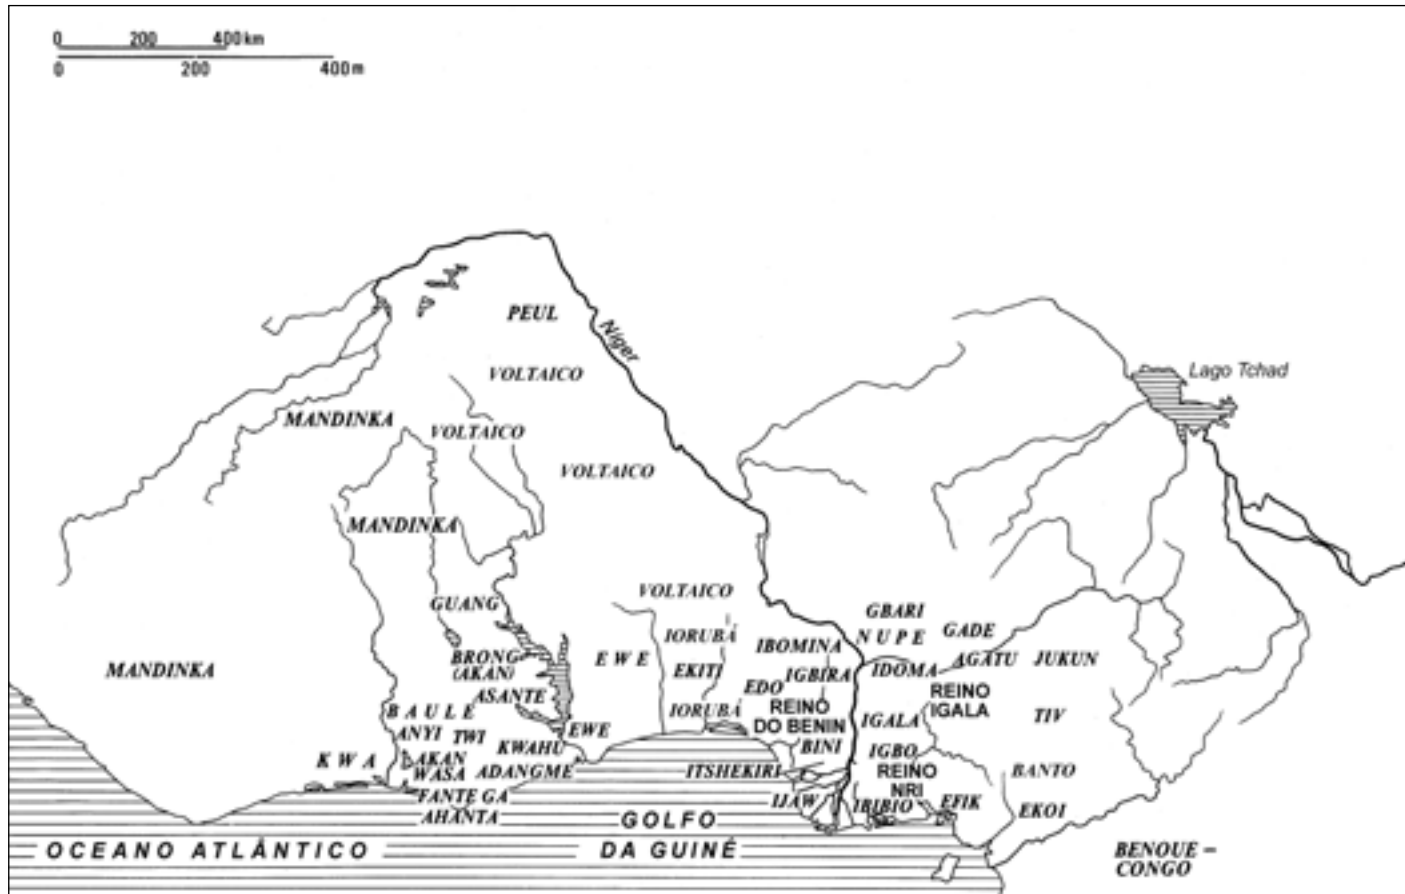 0 200 400 km
0 200 400 m
PEUL
Niger
VOLTAICO
Lago Tchad
MANDINKA
VOLTAICO
VOLTAICO
MANDINKA
VOLTAICO
GUANG
GBARI
IORUBÁ
NUPE
GADE
IBOMINA
BRONG
(AKAN)
EWE
MANDINKA
EKITI
IGBIRA
IDOMA
AGATU
JUKUN
ASANTE
EDO
REINO
IGALA
BAULE
IORUBÁ
REINO
DO BENIN
IGALA
TIV
ANYI
TWI
EWE
KWAHU
BINI
IGBO
KWA
AKAN
WASA
ADANGME
ITSHEKIRI
REINO
NRI
BANTO
FANTE GA
IJAW
IBIBIO
EFIK
EKOI
AHANTA
GOLFO
DA GUINÉ
OCEANO ATLÂNTICO
BENOUE –
CONGO